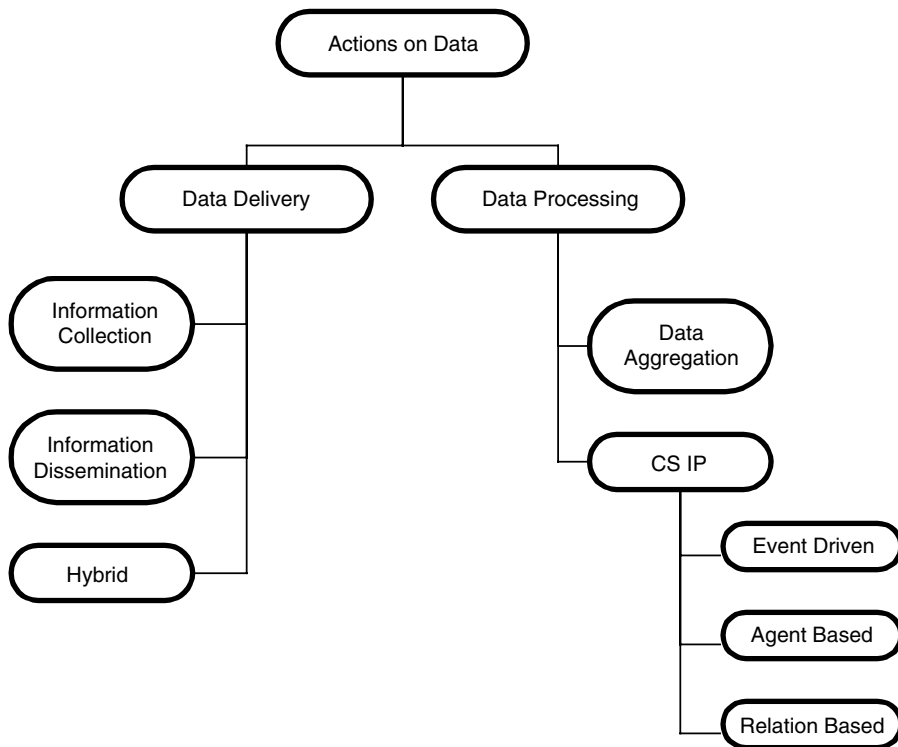 Actions on Data
Data Delivery
Data Processing
Information
Collection
Data
Aggregation
Information
Dissemination
CS IP
Hybrid
Event Driven
Agent Based
Relation Based